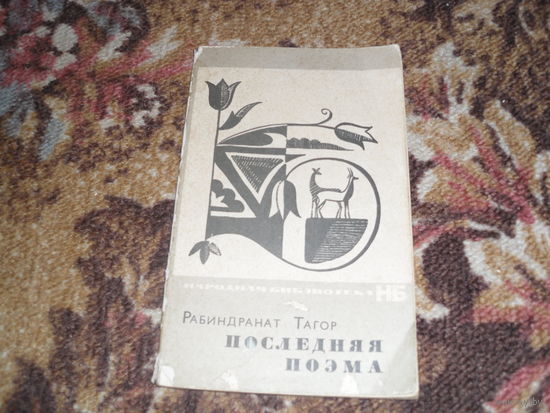 НАРОДНАЯ БИБЛИОТЕКА НБ
РАБИНДРАНАТ ТАГОР
ПОСЛЕДНЯЯ
ПОЭМА